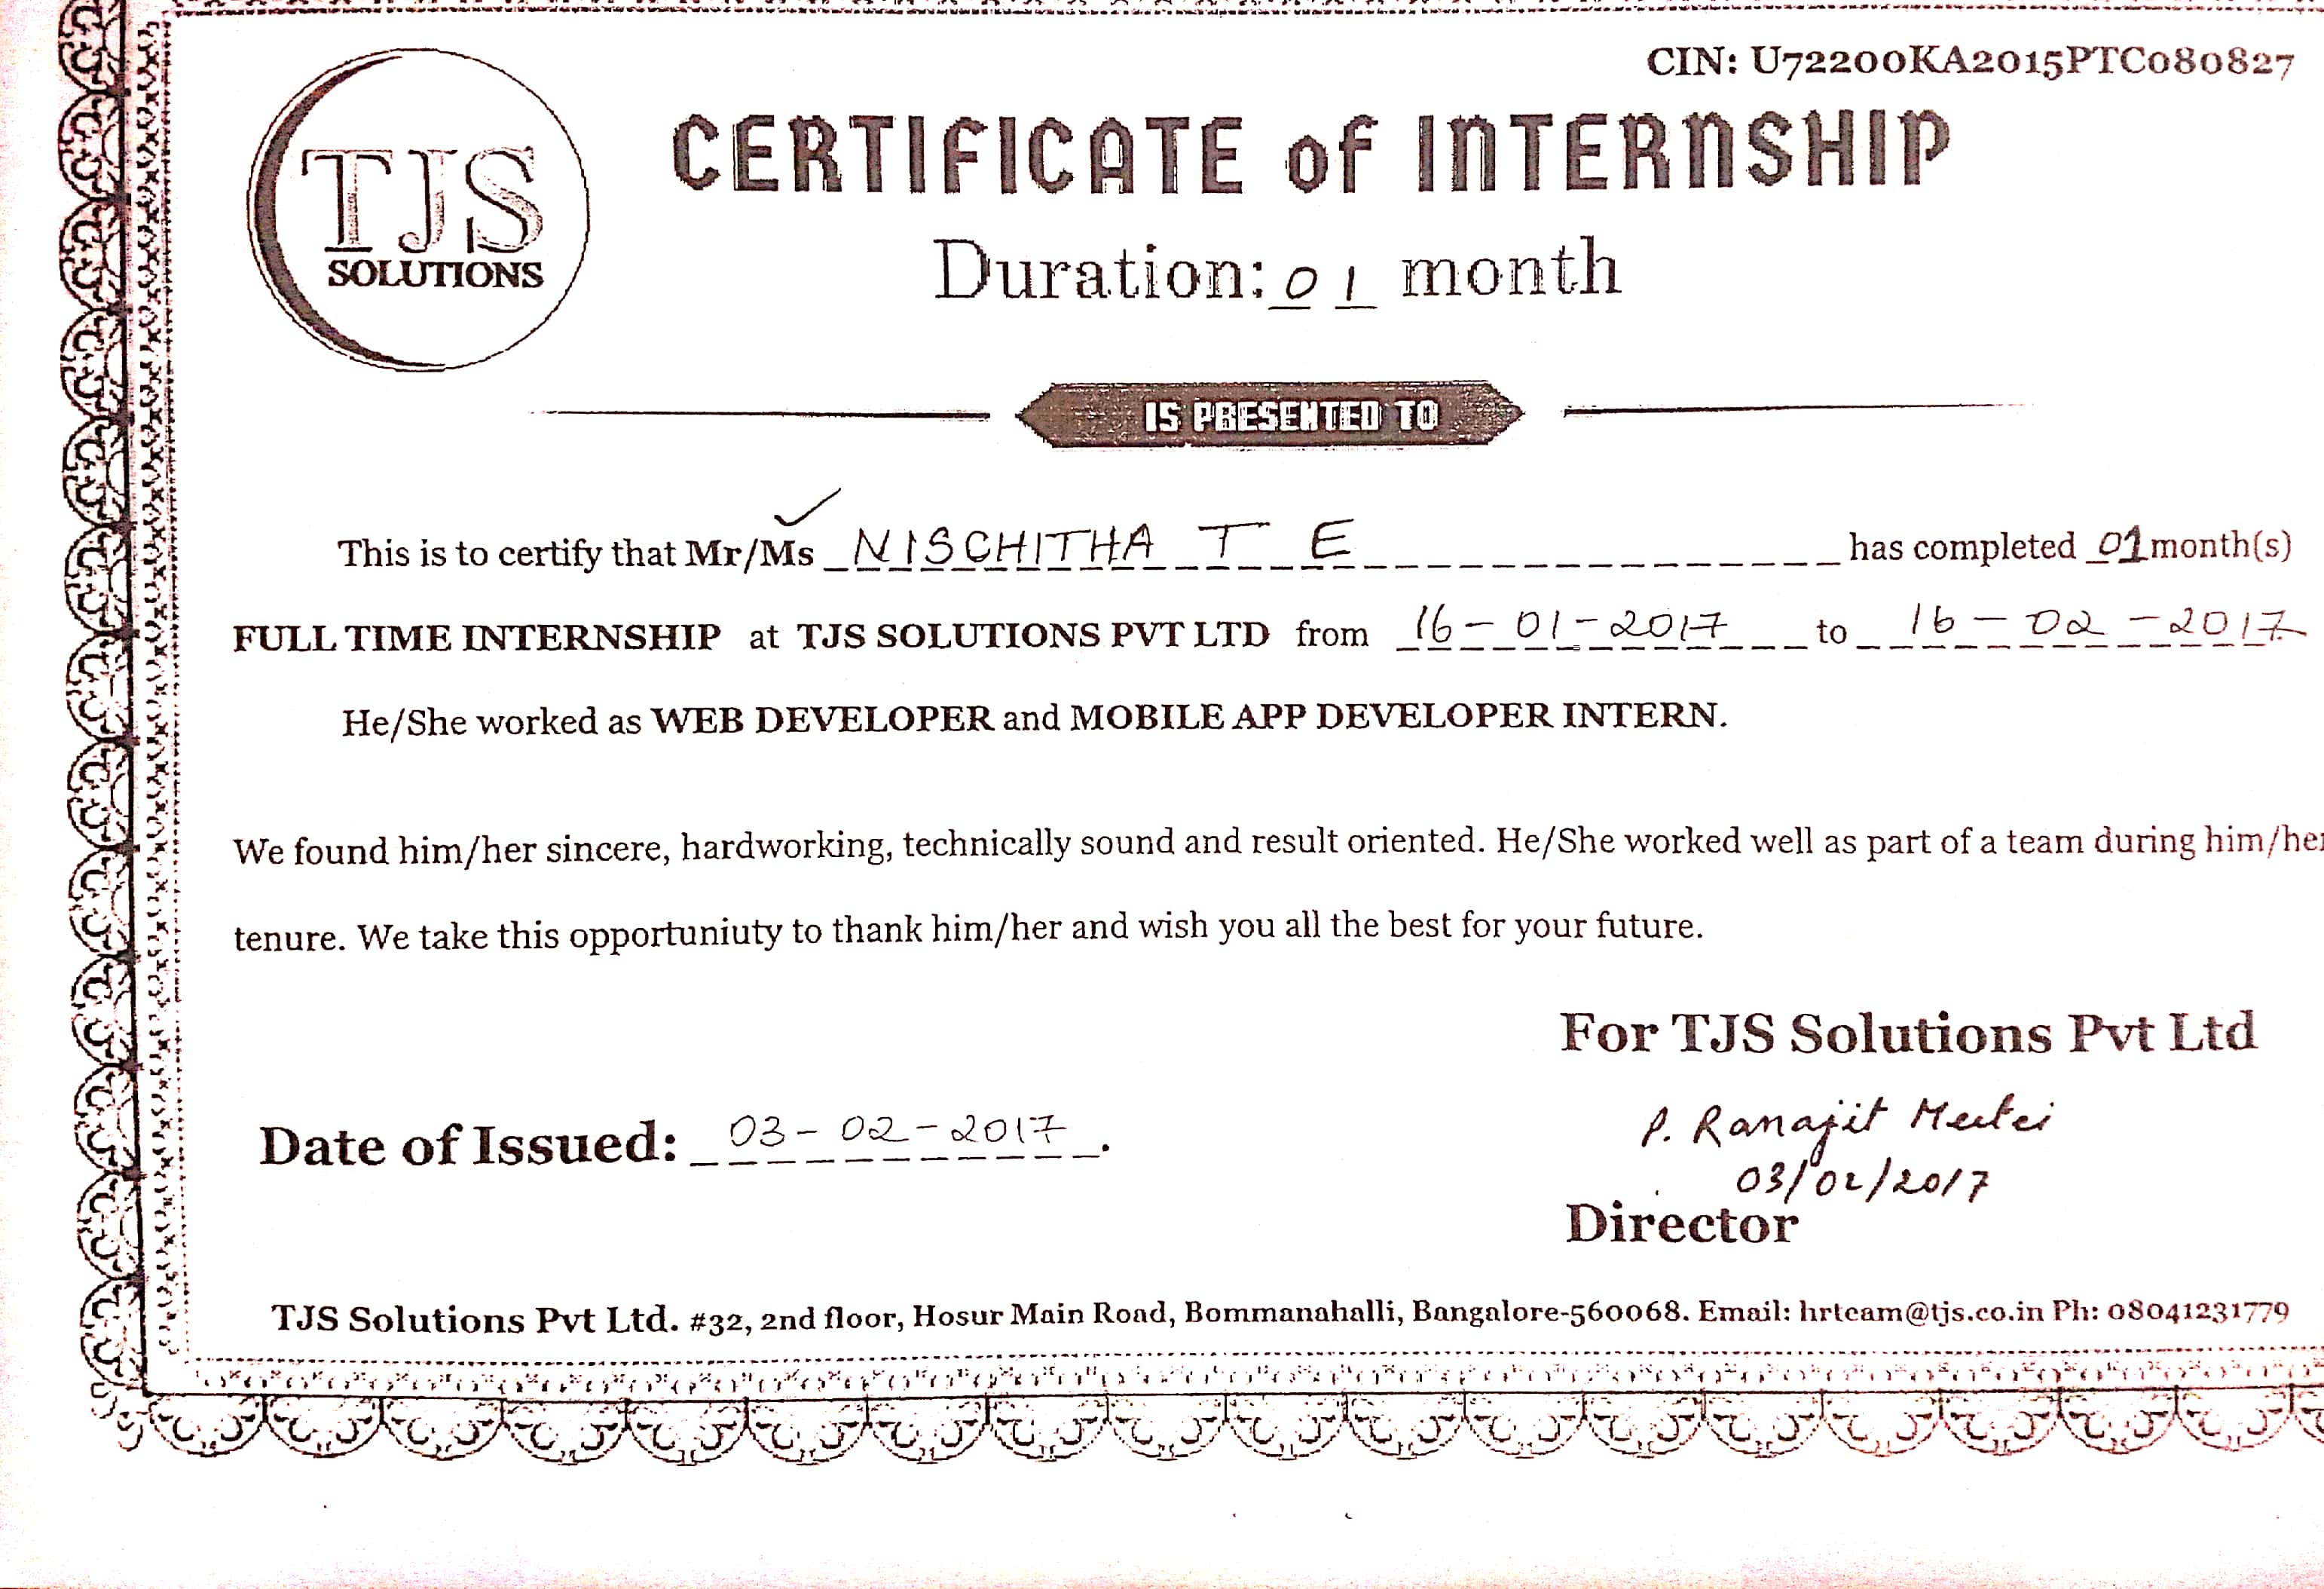 CIN: U72200KA2015PTC080827
TJS
SOLUTIONS
CERTIFICATE of INTERNSHIP
Duration: 01 month
IS PRESENTED TO
This is to certify that Mr/Ms NISCHITHA T E has completed 01 month(s)
FULL TIME INTERNSHIP at TJS SOLUTIONS PVT LTD from 16-01-2017 to 16-02-2017
He/She worked as WEB DEVELOPER and MOBILE APP DEVELOPER INTERN.
We found him/her sincere, hardworking, technically sound and result oriented. He/She worked well as part of a team during him/her
tenure. We take this opportuniuty to thank him/her and wish you all the best for your future.
For TJS Solutions Pvt Ltd
P. Ranajit Meitei
03/02/2017
Date of Issued: 03-02-2017.
Director
TJS Solutions Pvt Ltd. #32, 2nd floor, Hosur Main Road, Bommanahalli, Bangalore-560068. Email: hrteam@tjs.co.in Ph: 08041231779